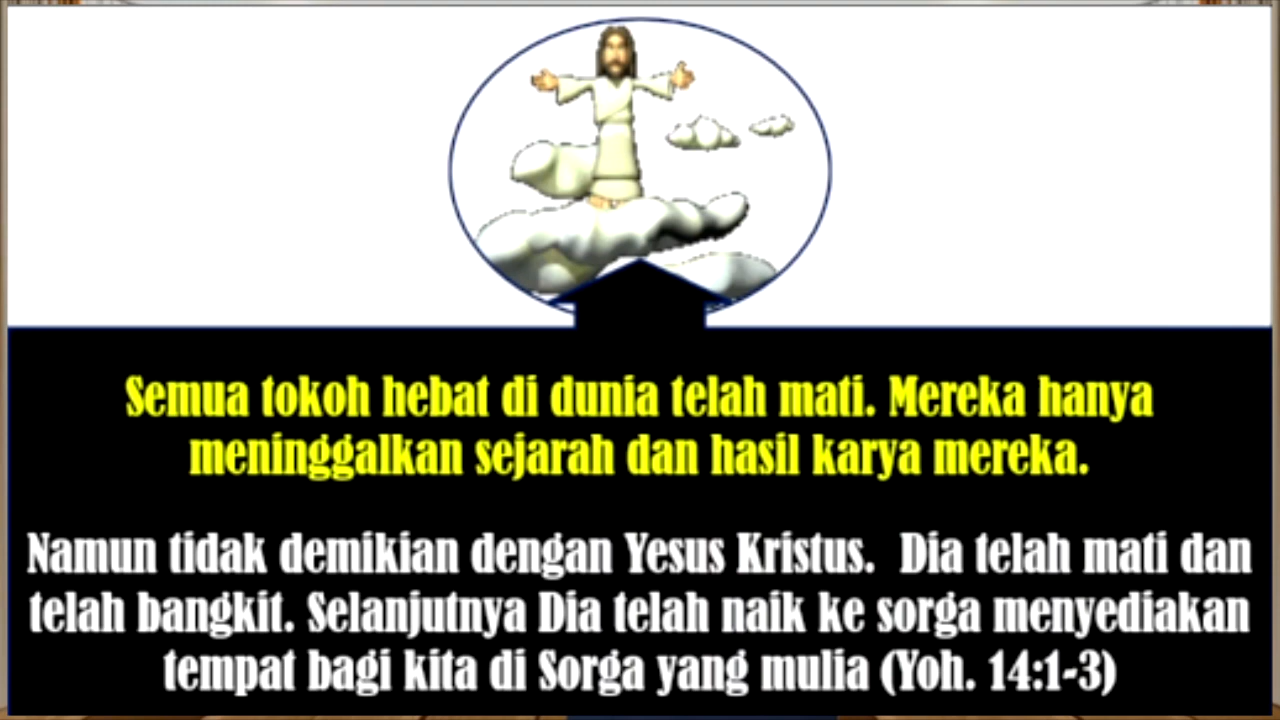 Semua tokoh hebat di dunia telah mati. Mereka hanya
meninggalkan sejarah dan hasil karya mereka.
Namun tidak demikian dengan Yesus Kristus. Dia telah mati dan
telah bangkit. Selanjutnya Dia telah naik ke sorga menyediakan
tempat bagi kita di Sorga yang mulia (Yoh. 14:1-3)